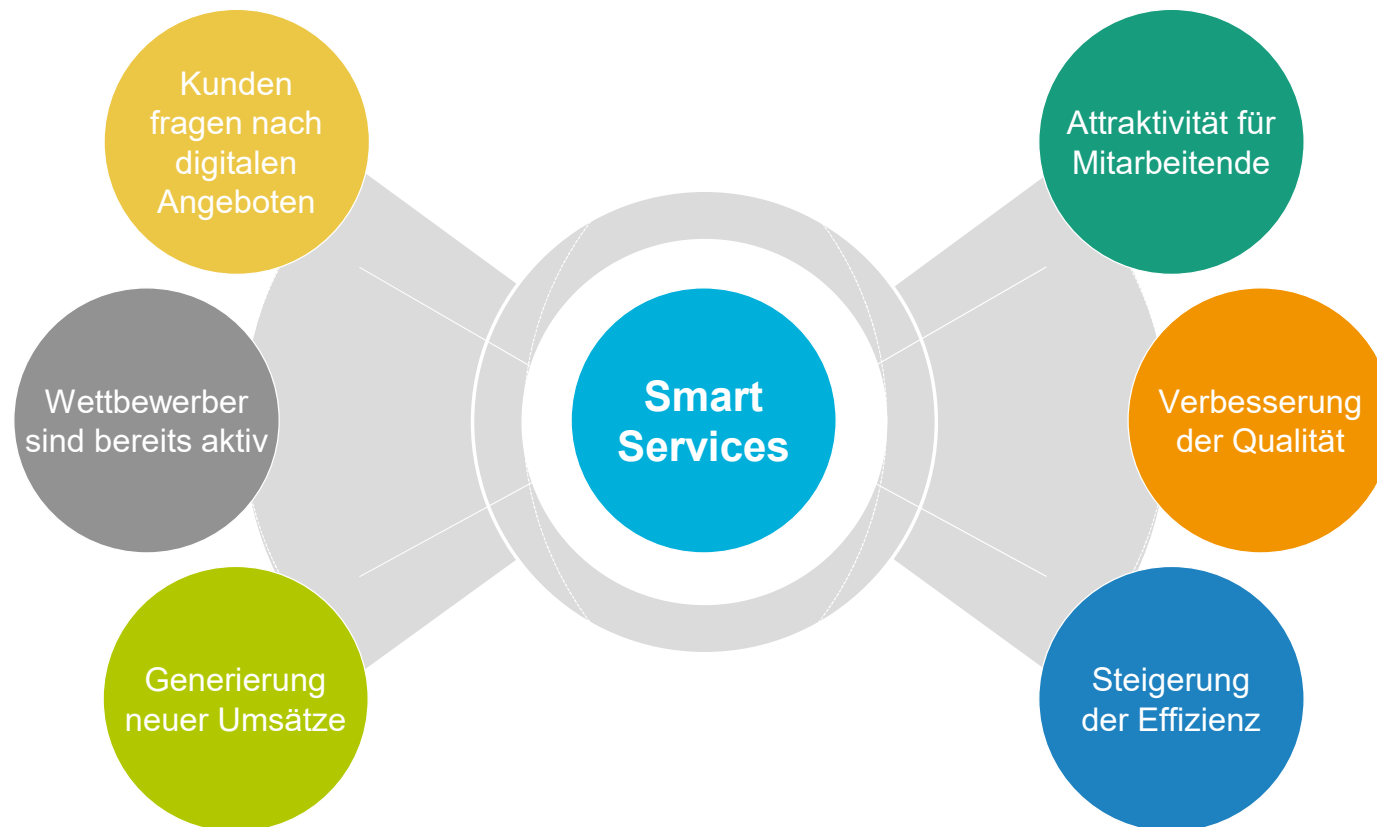 Kunden
fragen nach
digitalen
Angeboten
Wettbewerber
sind bereits aktiv
Generierung
neuer Umsätze
Smart
Services
Attraktivität für
Mitarbeitende
Verbesserung
der Qualität
Steigerung
der Effizienz